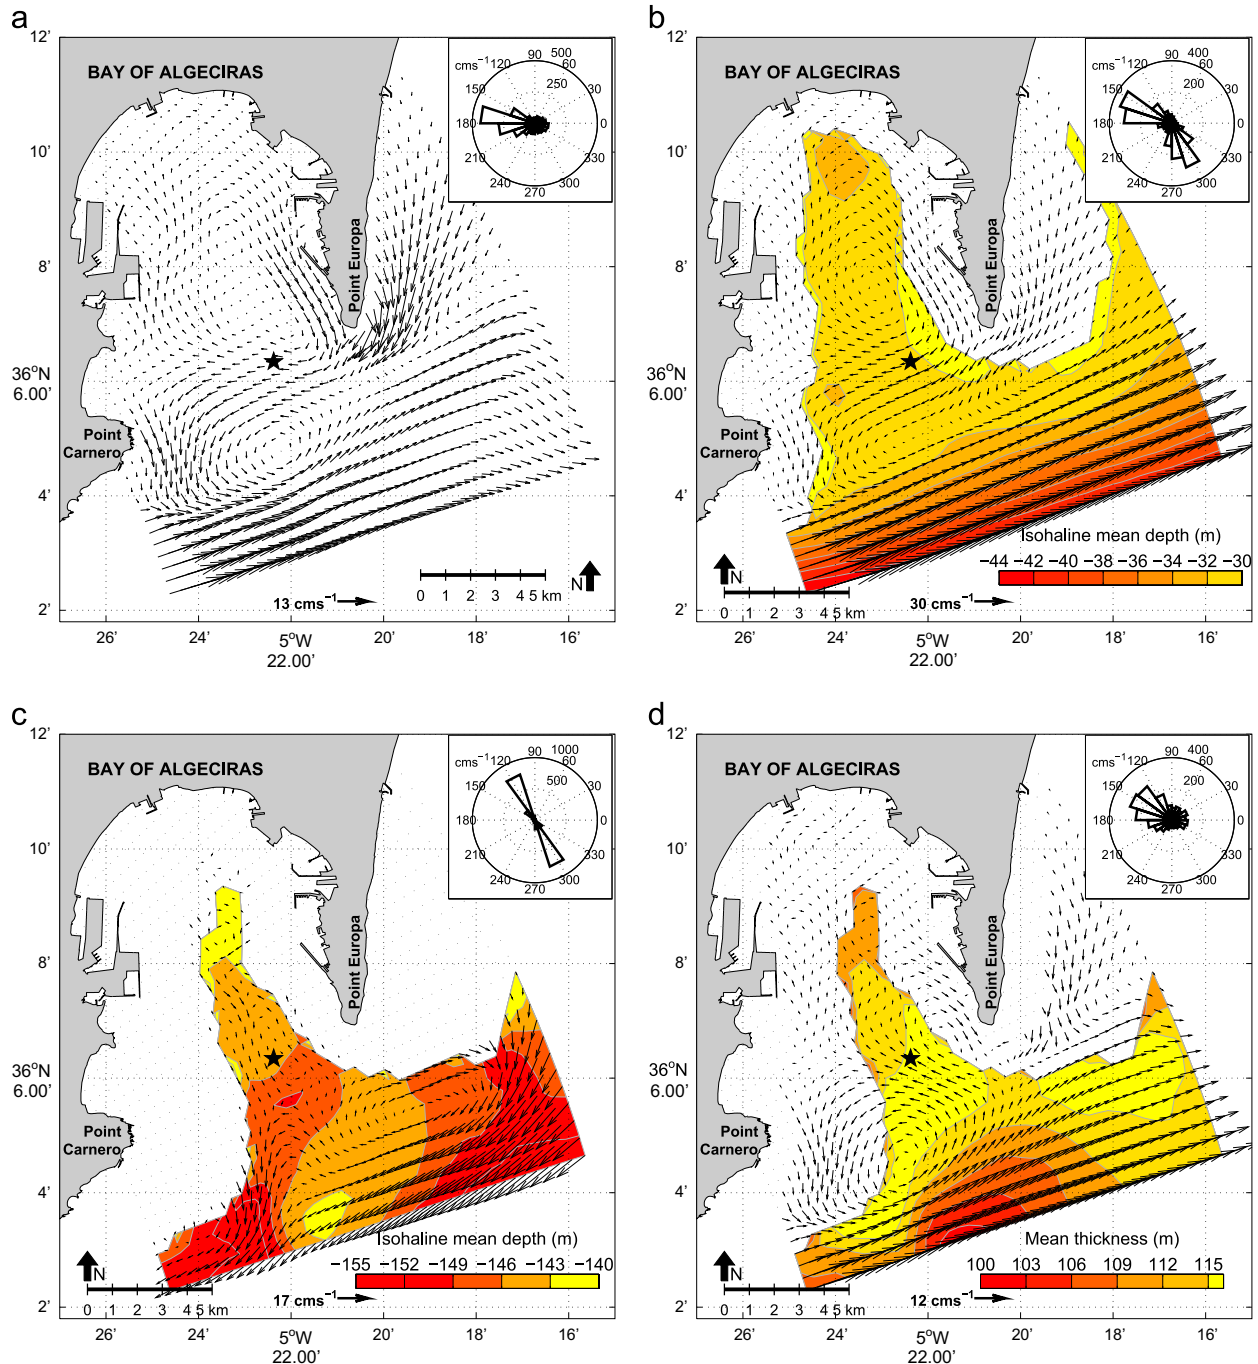 a
12'
10'
8'
36°N
6.00'
4'
2'
26'
24'
5°W
22.00'
20'
18'
16'
BAY OF ALGECIRAS
Point Europa
Point
Carnero
cms⁻¹
90
500
60
250
30
0
330
300
270
240
210
180
150
120
0 1 2 3 4 5 km
N
13 cms⁻¹
b
12'
10'
8'
36°N
6.00'
4'
2'
26'
24'
5°W
22.00'
20'
18'
16'
BAY OF ALGECIRAS
Point Europa
Point
Carnero
cms⁻¹
90
400
60
200
30
0
330
300
270
240
210
180
150
120
Isohaline mean depth (m)
−44 −42 −40 −38 −36 −34 −32 −30
N
0 1 2 3 4 5 km
30 cms⁻¹
c
12'
10'
8'
36°N
6.00'
4'
2'
26'
24'
5°W
22.00'
20'
18'
16'
BAY OF ALGECIRAS
Point Europa
Point
Carnero
cms⁻¹
90
1000
60
500
30
0
330
300
270
240
210
180
150
120
Isohaline mean depth (m)
−155 −152 −149 −146 −143 −140
N
0 1 2 3 4 5 km
17 cms⁻¹
d
12'
10'
8'
36°N
6.00'
4'
2'
26'
24'
5°W
22.00'
20'
18'
16'
BAY OF ALGECIRAS
Point Europa
Point
Carnero
cms⁻¹
90
400
60
200
30
0
330
300
270
240
210
180
150
120
Mean thickness (m)
100 103 106 109 112 115
N
0 1 2 3 4 5 km
12 cms⁻¹